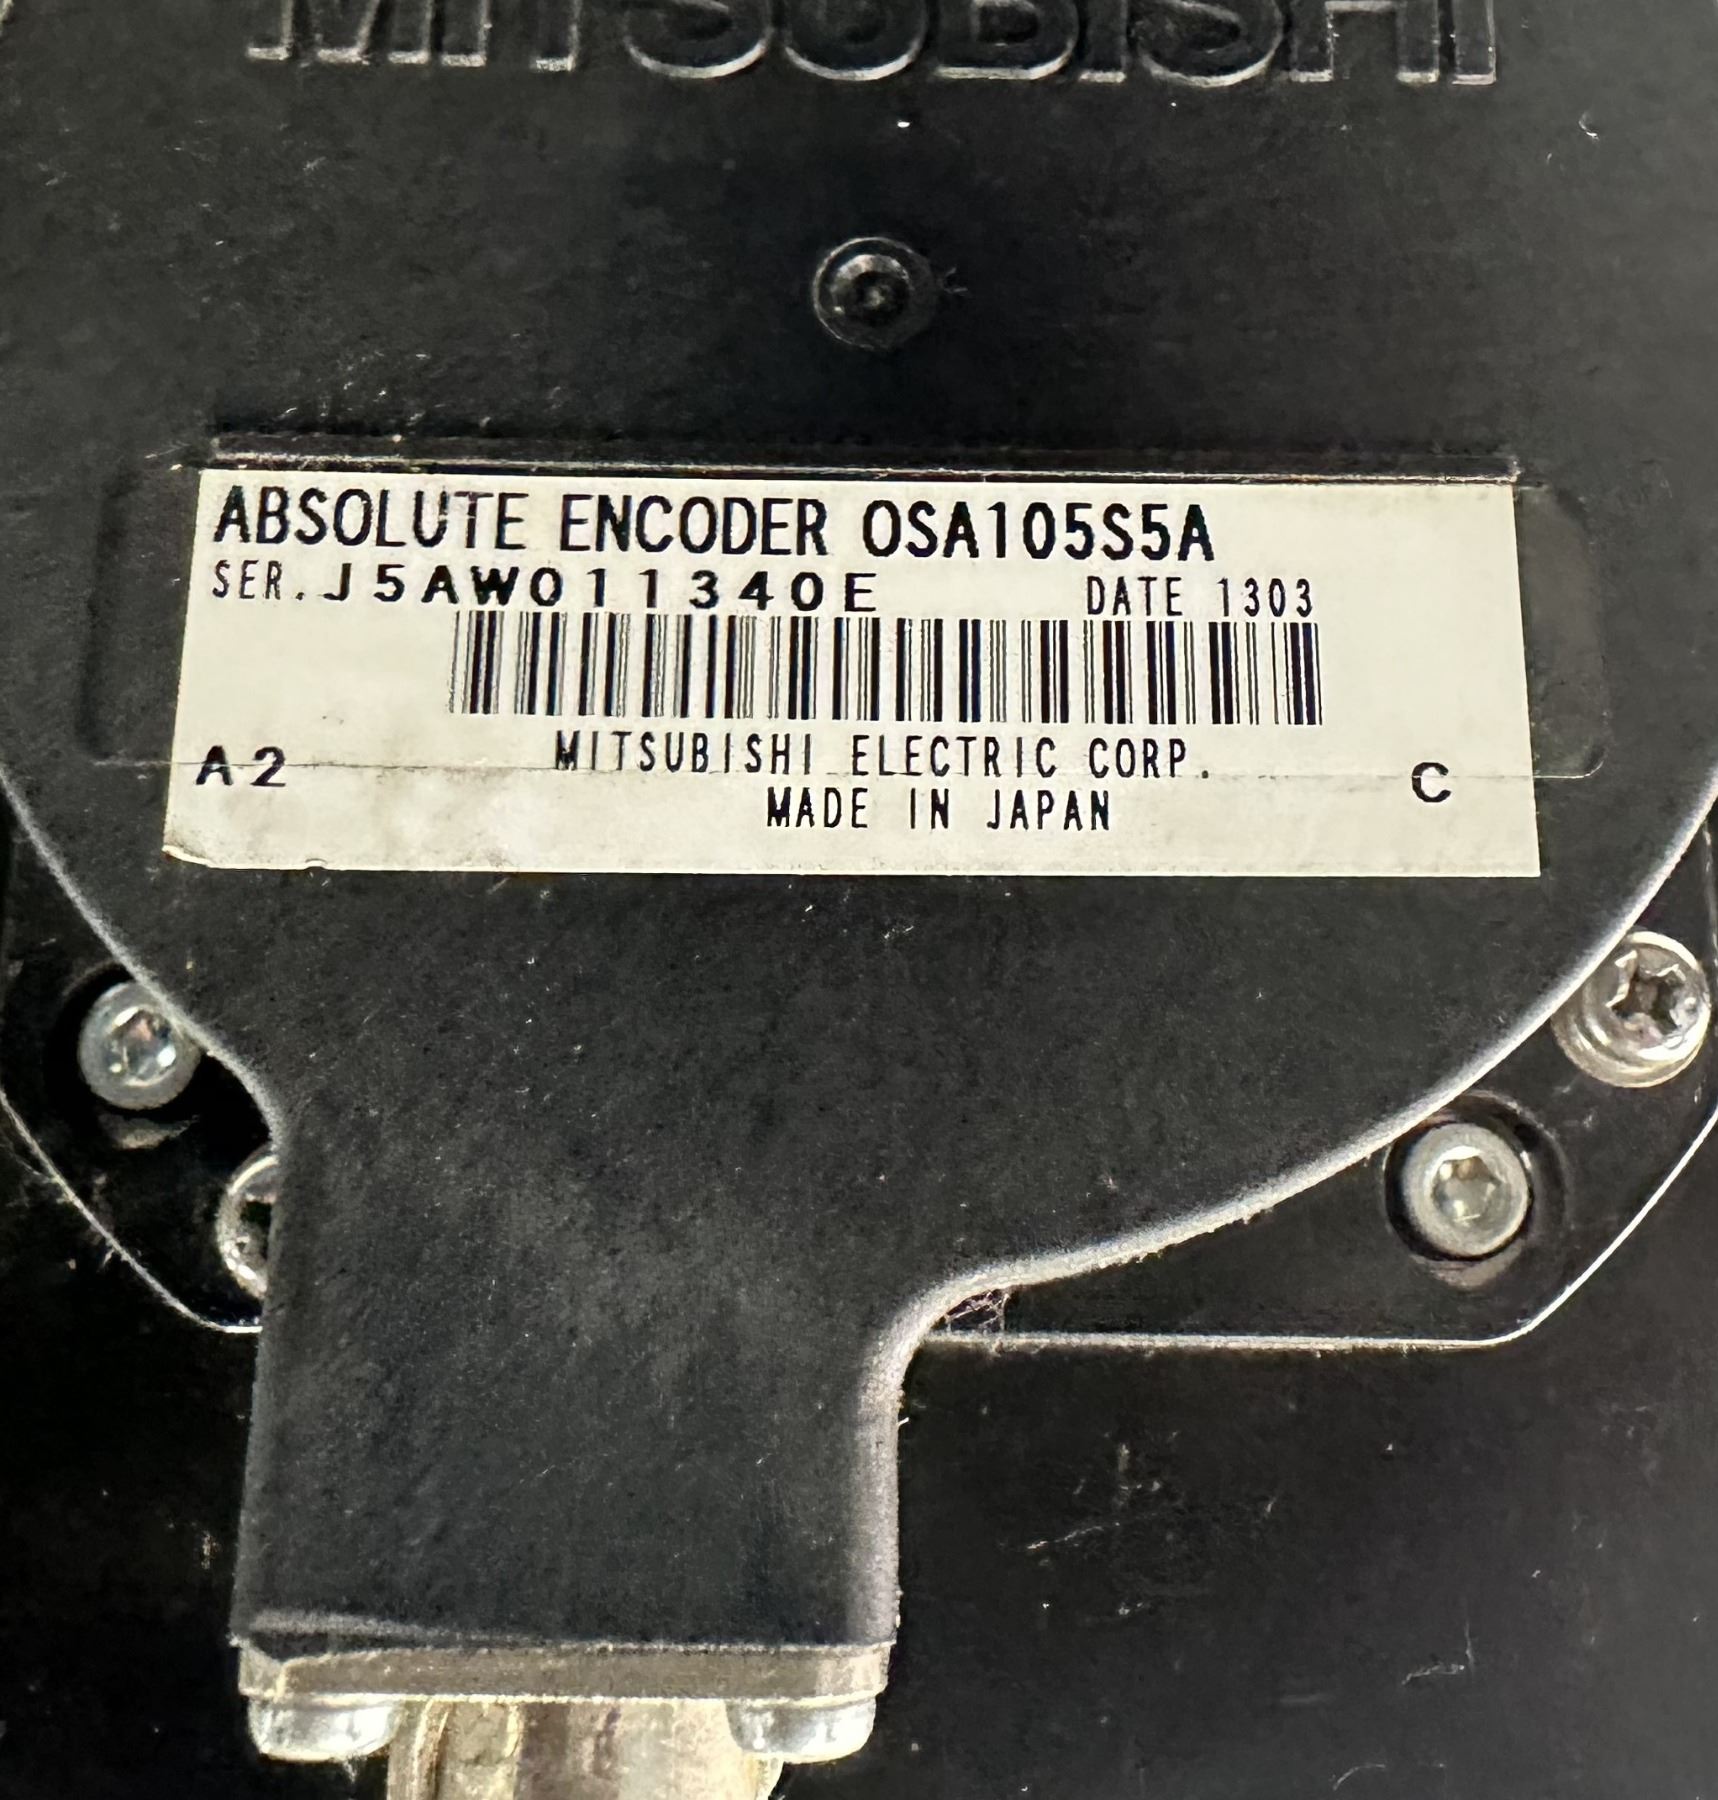 MITSUBISHI
ABSOLUTE ENCODER OSA105S5A
SER. J5AW011340E DATE 1303
A2 MITSUBISHI ELECTRIC CORP. C
MADE IN JAPAN